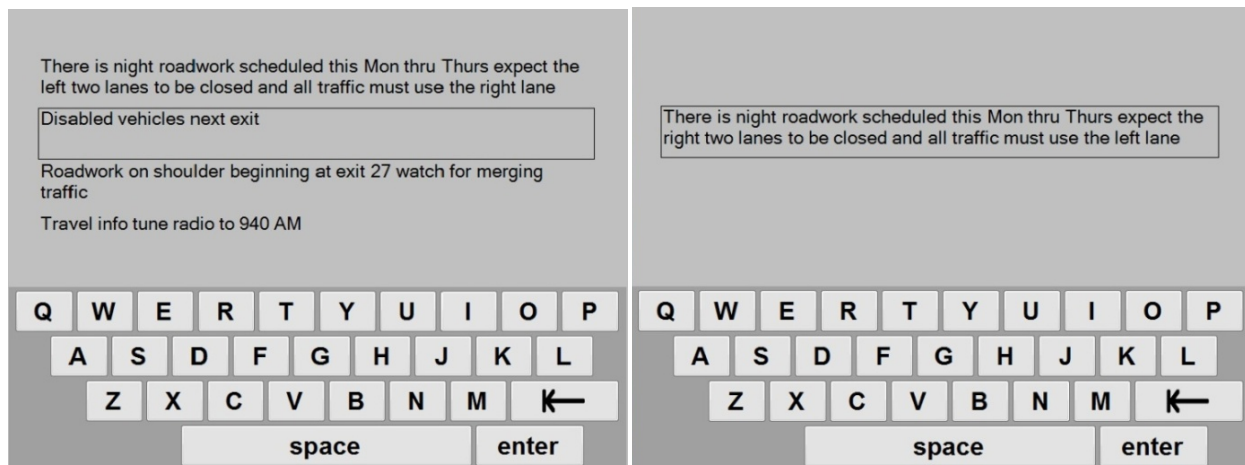 There is night roadwork scheduled this Mon thru Thurs expect the
left two lanes to be closed and all traffic must use the right lane
Disabled vehicles next exit
Roadwork on shoulder beginning at exit 27 watch for merging
traffic
Travel info tune radio to 940 AM
Q W E R T Y U I O P
A S D F G H J K L
Z X C V B N M
space enter
There is night roadwork scheduled this Mon thru Thurs expect the
right two lanes to be closed and all traffic must use the left lane
Q W E R T Y U I O P
A S D F G H J K L
Z X C V B N M
space enter